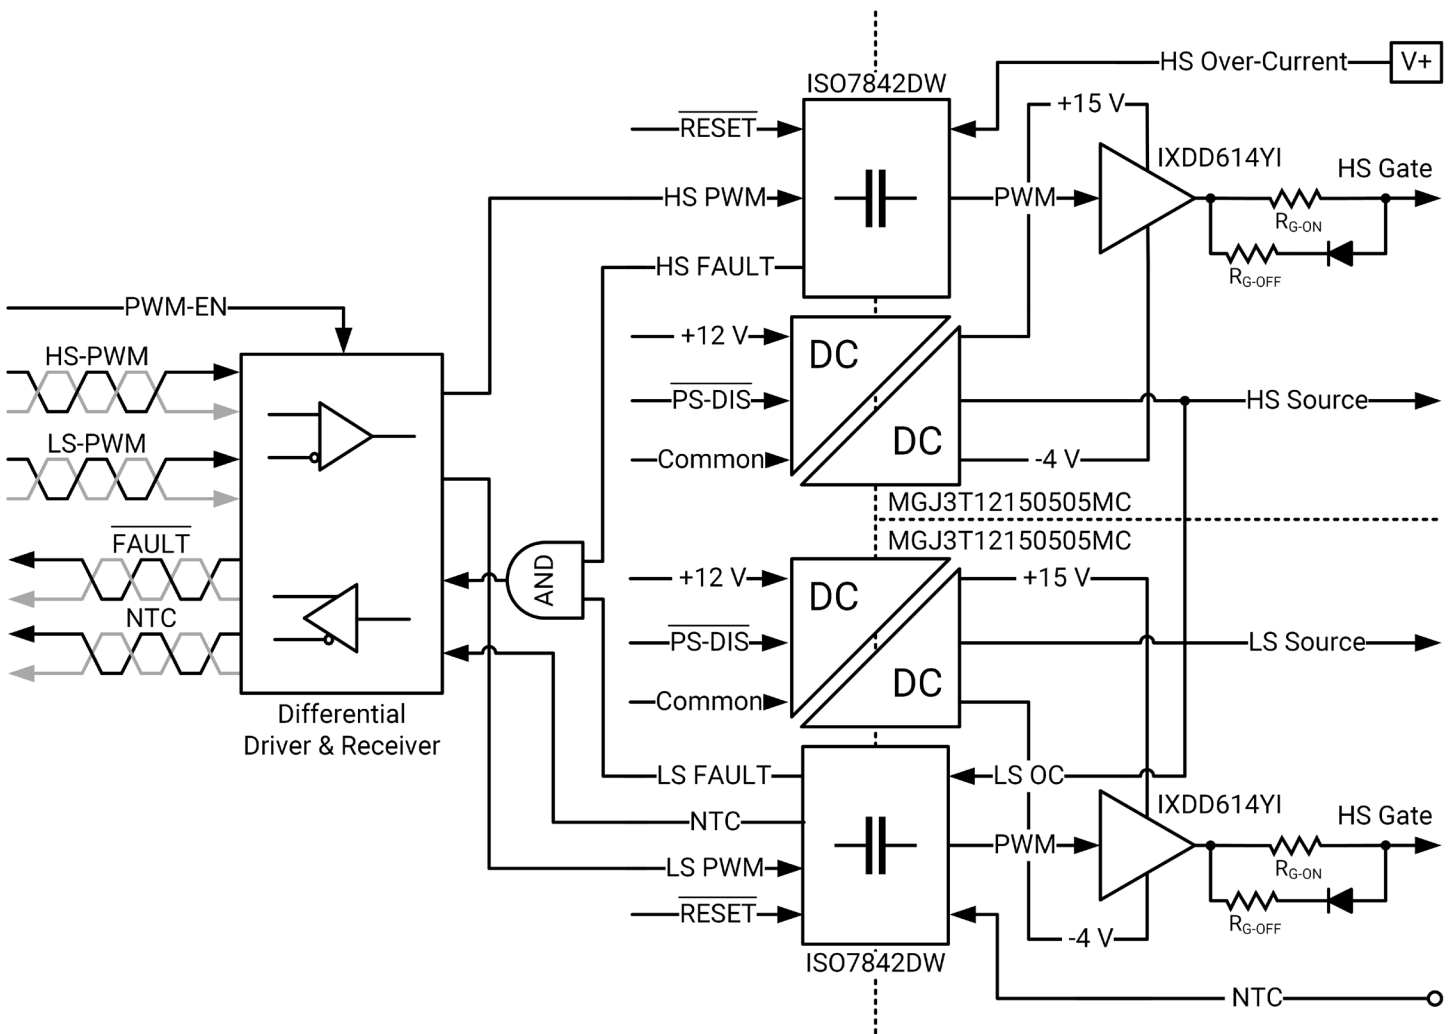 HS Over-Current
V+
ISO7842DW
+15 V
RESET
IXDD614YI
HS Gate
HS PWM
PWM
RG-ON
HS FAULT
RG-OFF
PWM-EN
+12 V
DC
HS-PWM
PS-DIS
HS Source
DC
LS-PWM
Common
-4 V
MGJ3T12150505MC
FAULT
MGJ3T12150505MC
AND
+12 V
DC
+15 V
NTC
PS-DIS
LS Source
DC
Common
Differential
Driver & Receiver
LS FAULT
LS OC
IXDD614YI
HS Gate
NTC
PWM
LS PWM
RG-ON
RESET
RG-OFF
-4 V
ISO7842DW
NTC